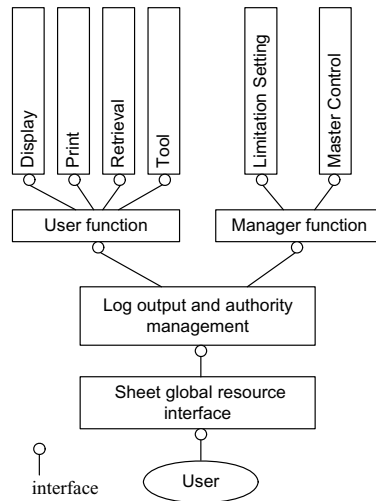 Display
Print
Retrieval
Tool
Limitation Setting
Master Control
User function
Manager function
Log output and authority
management
Sheet global resource
interface
User
interface